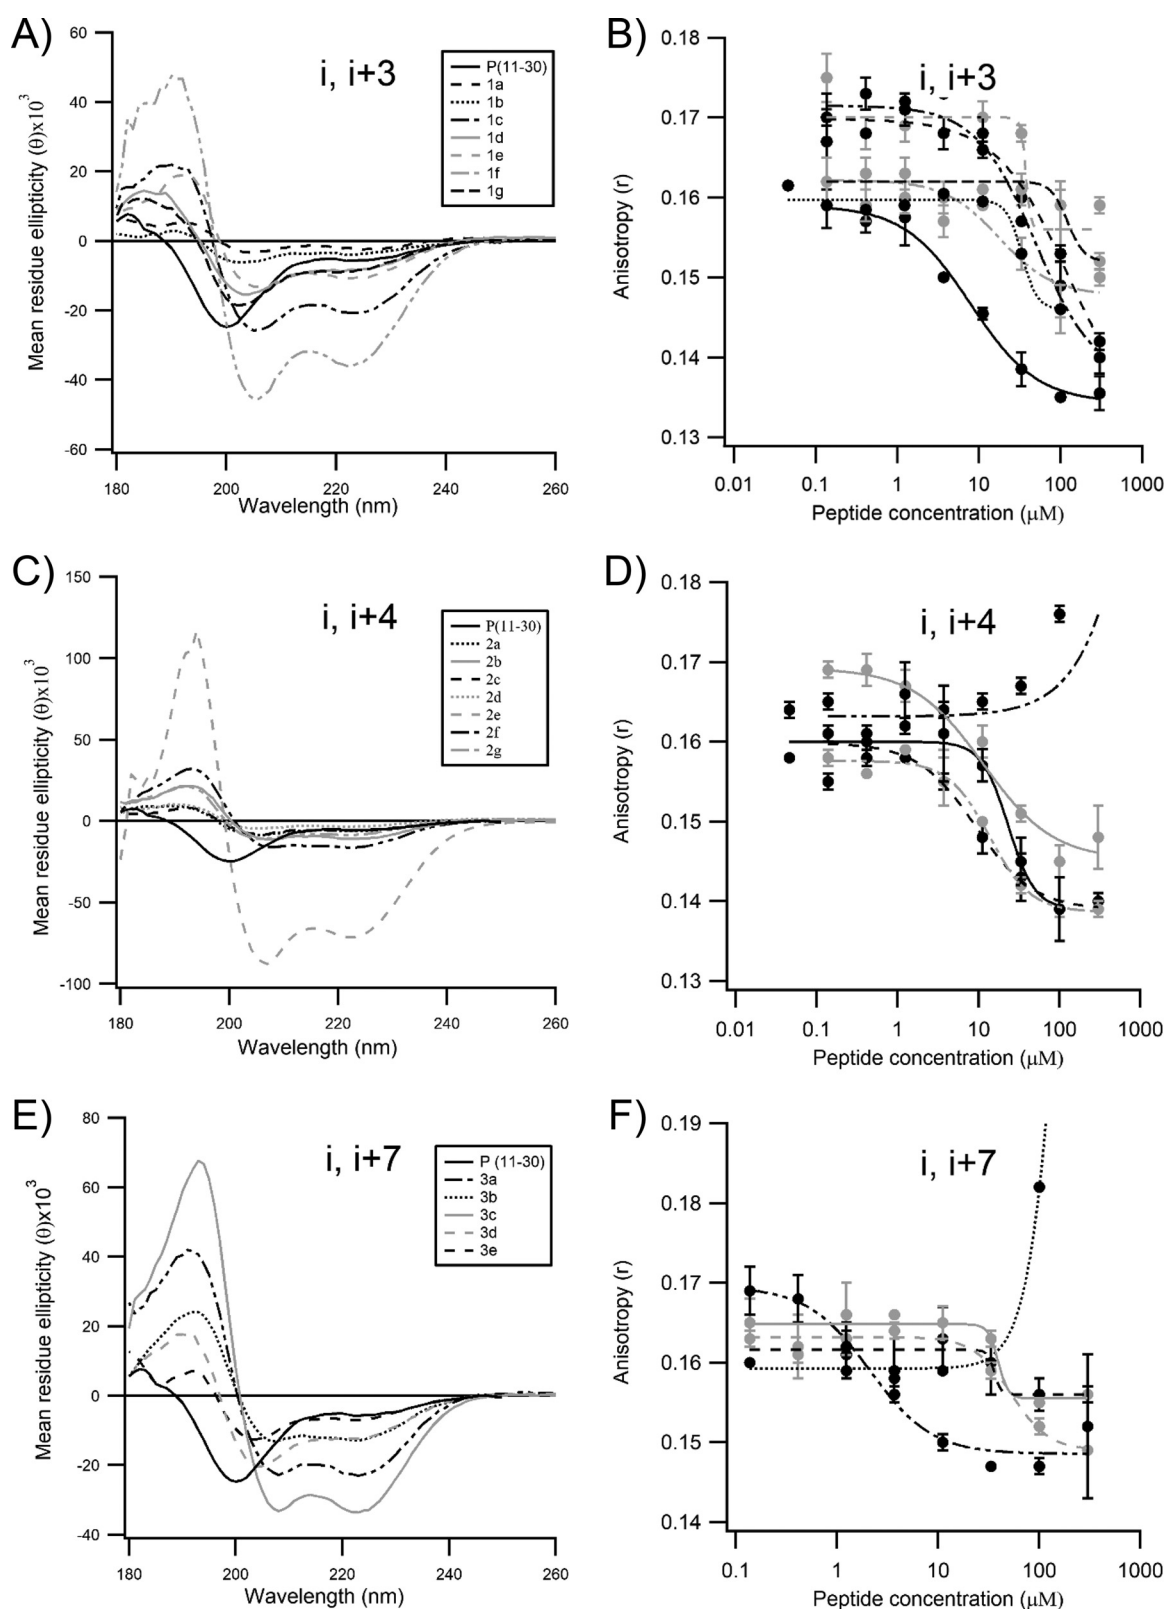 A)
i, i+3
Mean residue ellipticity (θ)x10³
60
40
20
0
-20
-40
-60
180
200
220
240
260
Wavelength (nm)
P(11-30)
1a
1b
1c
1d
1e
1f
1g
B)
i, i+3
Anisotropy (r)
0.18
0.17
0.16
0.15
0.14
0.13
0.01
0.1
1
10
100
1000
Peptide concentration (μM)
C)
i, i+4
Mean residue ellipticity (θ)x10³
150
100
50
0
-50
-100
180
200
220
240
260
Wavelength (nm)
P(11-30)
2a
2b
2c
2d
2e
2f
2g
D)
i, i+4
Anisotropy (r)
0.18
0.17
0.16
0.15
0.14
0.13
0.01
0.1
1
10
100
1000
Peptide concentration (μM)
E)
i, i+7
Mean residue ellipticity (θ)x10³
80
60
40
20
0
-20
-40
180
200
220
240
260
Wavelength (nm)
P (11-30)
3a
3b
3c
3d
3e
F)
i, i+7
Anisotropy (r)
0.19
0.18
0.17
0.16
0.15
0.14
0.1
1
10
100
1000
Peptide concentration (μM)